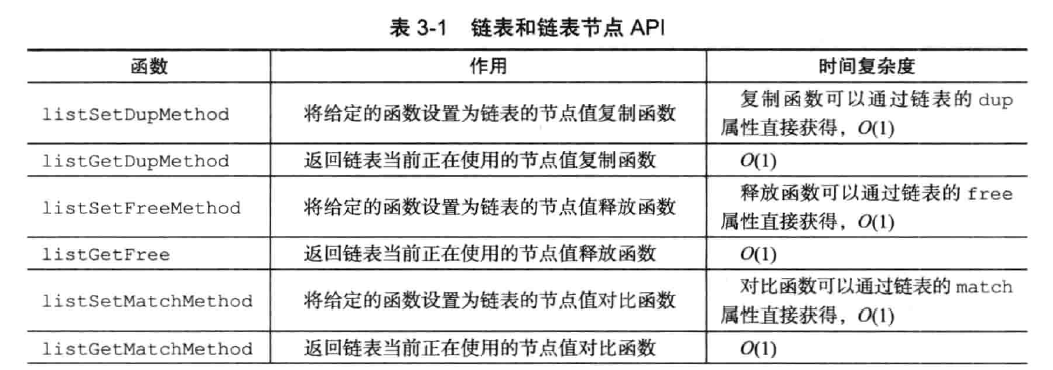 表 3-1 链表和链表节点 API
函数 作用 时间复杂度
listSetDupMethod 将给定的函数设置为链表的节点值复制函数 复制函数可以通过链表的 dup
属性直接获得，O(1)
listGetDupMethod 返回链表当前正在使用的节点值复制函数 O(1)
listSetFreeMethod 将给定的函数设置为链表的节点值释放函数 释放函数可以通过链表的 free
属性直接获得，O(1)
listGetFree 返回链表当前正在使用的节点值释放函数 O(1)
listSetMatchMethod 将给定的函数设置为链表的节点值对比函数 对比函数可以通过链表的 match
属性直接获得，O(1)
listGetMatchMethod 返回链表当前正在使用的节点值对比函数 O(1)